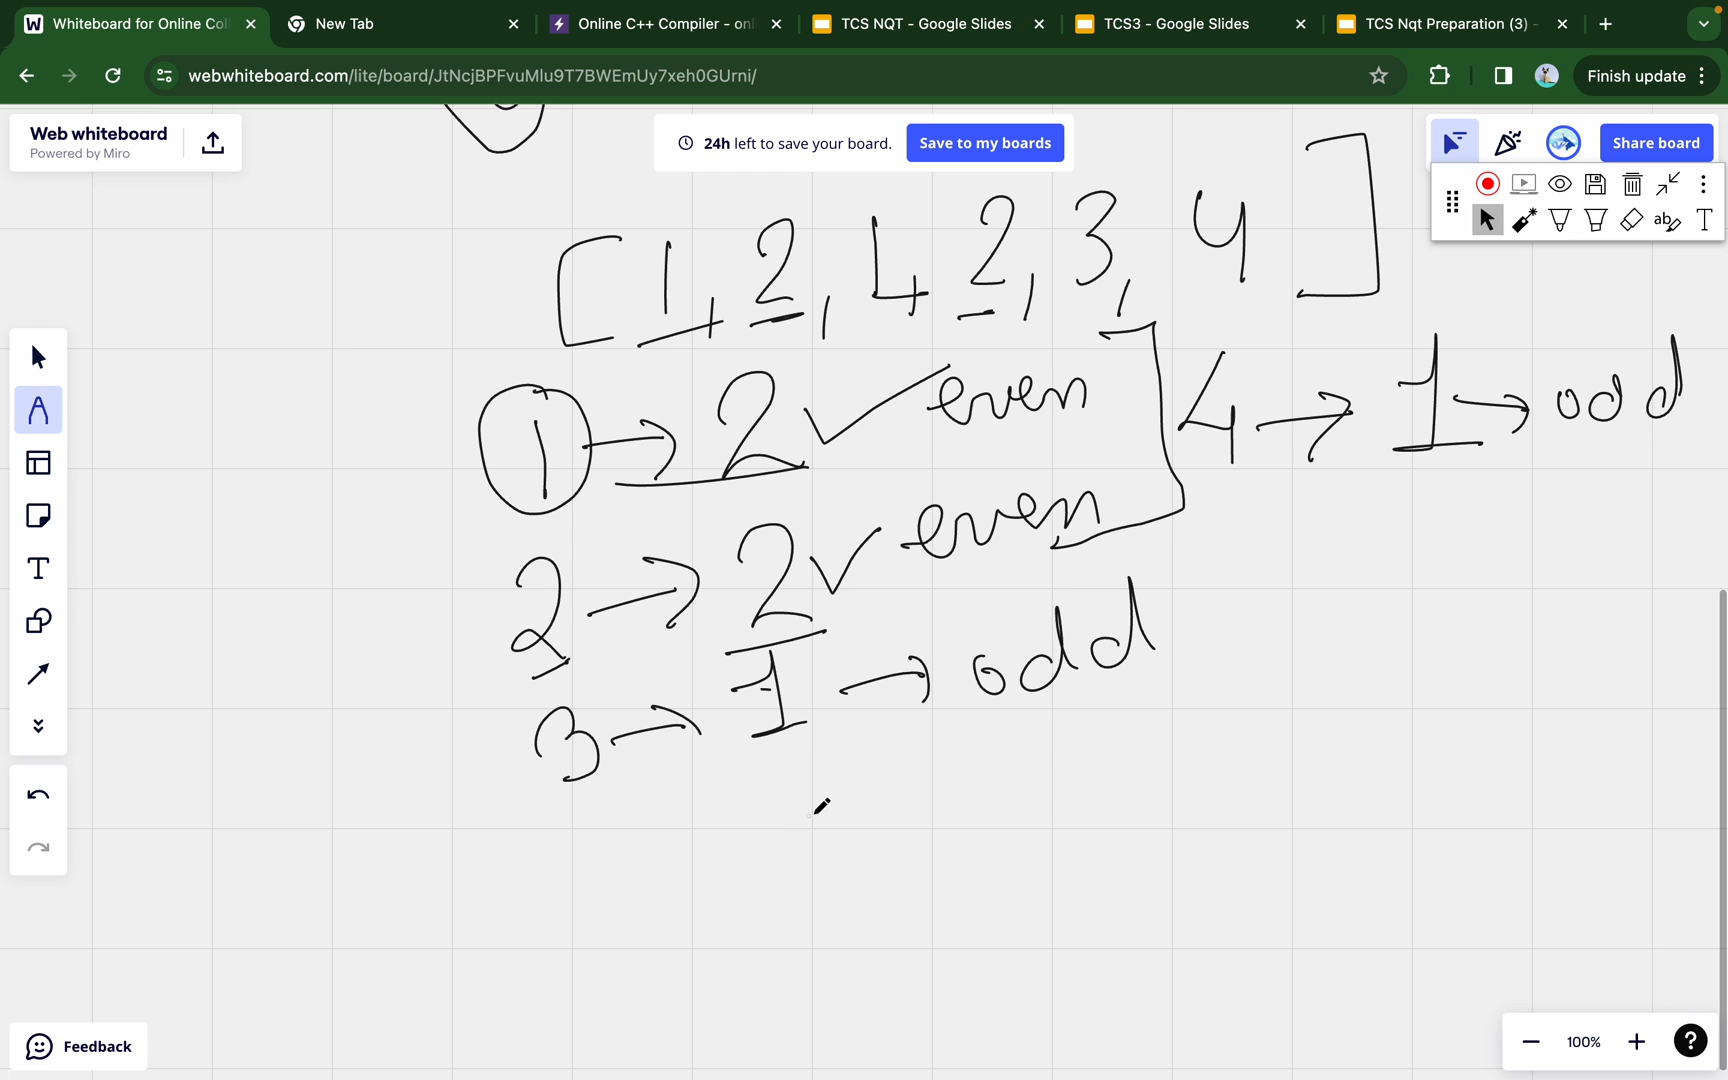 Whiteboard for Online Col
New Tab
Online C++ Compiler - onl
TCS NQT - Google Slides
TCS3 - Google Slides
TCS Nqt Preparation (3) -
webwhiteboard.com/lite/board/JtNcjBPFvuMlu9T7BWEmUy7xeh0GUrni/
Finish update
Web whiteboard
Powered by Miro
24h left to save your board.
Save to my boards
Share board
[1, 2, 1, 2, 3, 4]
1 → 2 ✓ even
4 → 1 → odd
2 → 2 ✓ even
3 → 1 → odd
Feedback
100%